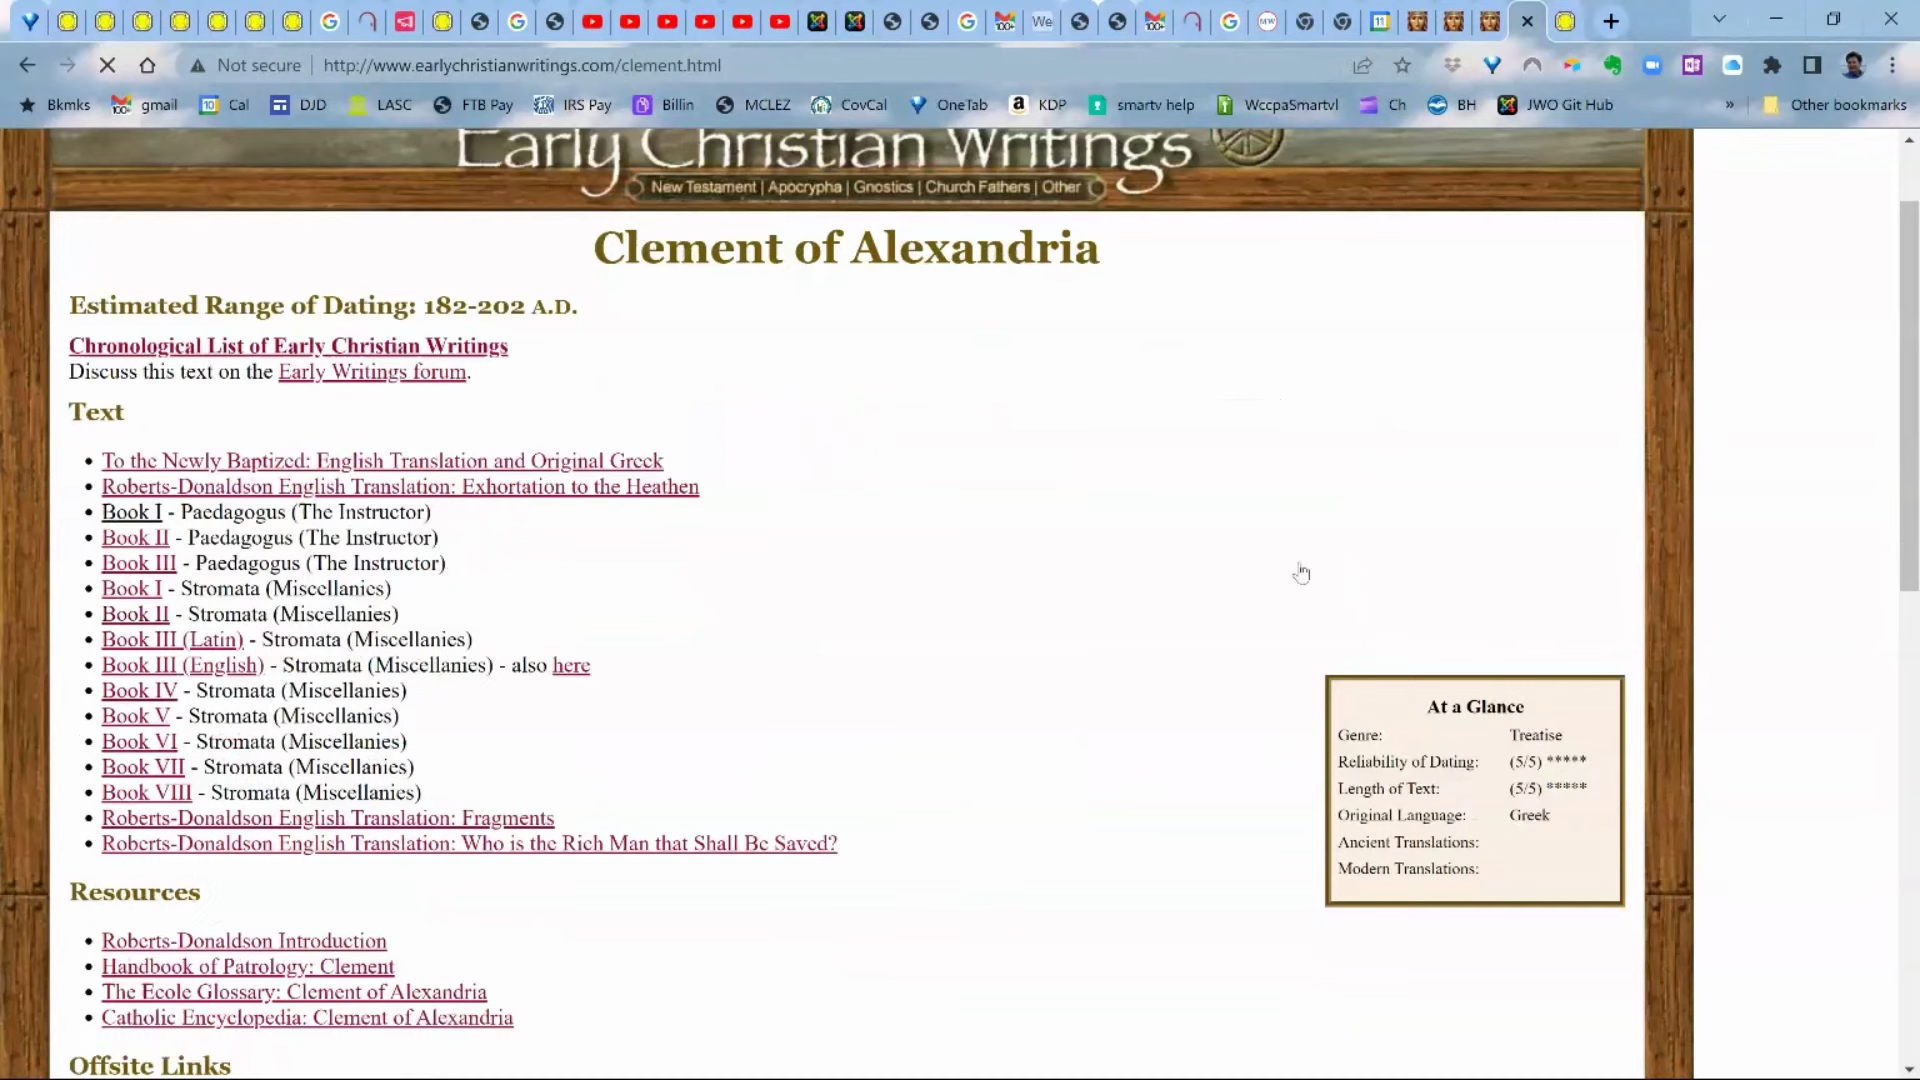 Not secure http://www.earlychristianwritings.com/clement.html
Bkmks gmail Cal DJD LASC FTB Pay IRS Pay Billin MCLEZ CovCal OneTab KDP smartv help WccpaSmartvl Ch BH JWO Git Hub » Other bookmarks
Early Christian Writings
New Testament | Apocrypha | Gnostics | Church Fathers | Other
Clement of Alexandria
Estimated Range of Dating: 182-202 A.D.
Chronological List of Early Christian Writings
Discuss this text on the Early Writings forum.
Text
• To the Newly Baptized: English Translation and Original Greek
• Roberts-Donaldson English Translation: Exhortation to the Heathen
• Book I - Paedagogus (The Instructor)
• Book II - Paedagogus (The Instructor)
• Book III - Paedagogus (The Instructor)
• Book I - Stromata (Miscellanies)
• Book II - Stromata (Miscellanies)
• Book III (Latin) - Stromata (Miscellanies)
• Book III (English) - Stromata (Miscellanies) - also here
• Book IV - Stromata (Miscellanies)
• Book V - Stromata (Miscellanies)
• Book VI - Stromata (Miscellanies)
• Book VII - Stromata (Miscellanies)
• Book VIII - Stromata (Miscellanies)
• Roberts-Donaldson English Translation: Fragments
• Roberts-Donaldson English Translation: Who is the Rich Man that Shall Be Saved?
At a Glance
Genre: Treatise
Reliability of Dating: (5/5) *****
Length of Text: (5/5) *****
Original Language: Greek
Ancient Translations:
Modern Translations:
Resources
• Roberts-Donaldson Introduction
• Handbook of Patrology: Clement
• The Ecole Glossary: Clement of Alexandria
• Catholic Encyclopedia: Clement of Alexandria
Offsite Links